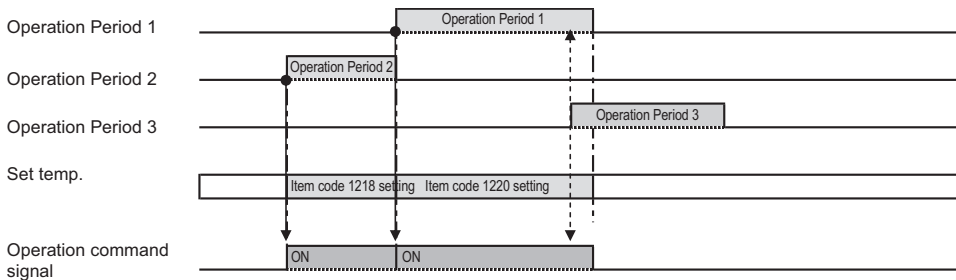 Operation Period 1
Operation Period 1
Operation Period 2
Operation Period 2
Operation Period 3
Operation Period 3
Set temp.
Item code 1218 setting Item code 1220 setting
Operation command
signal
ON
ON